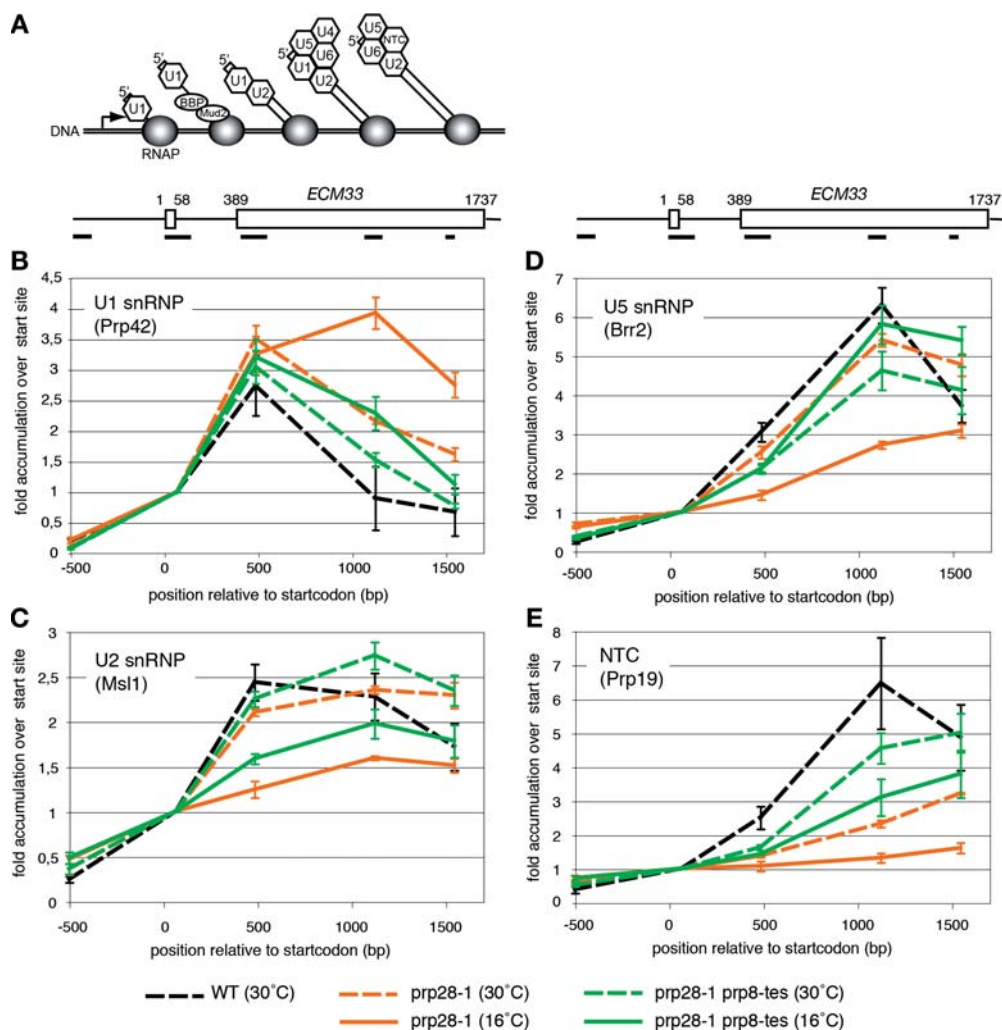 A
5' U1
5' U1 BBP Mud2
5' U1 U2
5' U5 U4 U1 U6 U2
5' U5 NTC U6 U2
DNA
RNAP
1 58 389 ECM33 1737
1 58 389 ECM33 1737
B
U1 snRNP
(Prp42)
fold accumulation over start site
4,5
4
3,5
3
2,5
2
1,5
1
0,5
0
-500 0 500 1000 1500
position relative to startcodon (bp)
D
U5 snRNP
(Brr2)
fold accumulation over start site
7
6
5
4
3
2
1
0
-500 0 500 1000 1500
position relative to startcodon (bp)
C
U2 snRNP
(Msl1)
fold accumulation over start site
3
2,5
2
1,5
1
0,5
0
-500 0 500 1000 1500
position relative to startcodon (bp)
E
NTC
(Prp19)
fold accumulation over start site
8
7
6
5
4
3
2
1
0
-500 0 500 1000 1500
position relative to startcodon (bp)
WT (30°C) prp28-1 (30°C) prp28-1 prp8-tes (30°C)
prp28-1 (16°C) prp28-1 prp8-tes (16°C)